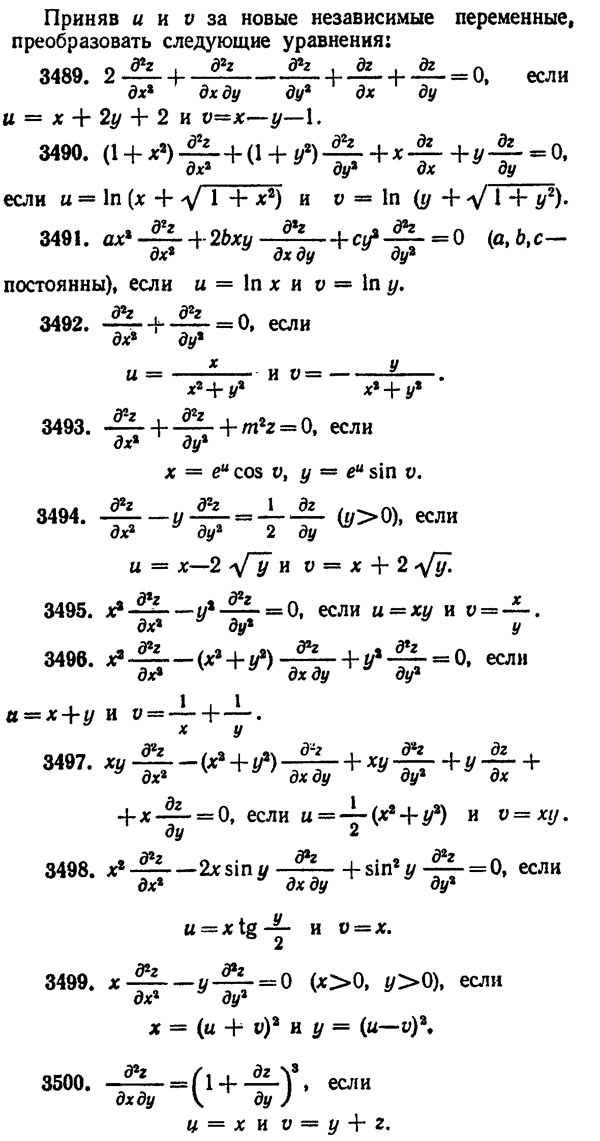 Приняв u и v за новые независимые переменные,
преобразовать следующие уравнения:
3489. 2 ∂²z/∂x² + ∂²z/∂x∂y − ∂²z/∂y² + ∂z/∂x + ∂z/∂y = 0, если
u = x + 2y + 2 и v=x—y—1.
3490. (1 + x²) ∂²z/∂x² + (1 + y²) ∂²z/∂y² + x ∂z/∂x + y ∂z/∂y = 0,
если u = ln (x + √(1 + x²)) и v = ln (y + √(1 + y²)).
3491. ax² ∂²z/∂x² + 2bxy ∂²z/∂x∂y + cy² ∂²z/∂y² = 0 (a, b, c—
постоянны), если u = ln x и v = ln y.
3492. ∂²z/∂x² + ∂²z/∂y² = 0, если
u = x/(x² + y²) и v = − y/(x² + y²).
3493. ∂²z/∂x² + ∂²z/∂y² + m²z = 0, если
x = eᵘ cos v, y = eᵘ sin v.
3494. ∂²z/∂x² − y ∂²z/∂y² = 1/2 ∂z/∂y (y>0), если
u = x—2 √y и v = x + 2 √y.
3495. x² ∂²z/∂x² − y² ∂²z/∂y² = 0, если u = xy и v = x/y.
3496. x² ∂²z/∂x² − (x² + y²) ∂²z/∂x∂y + y² ∂²z/∂y² = 0, если
u = x+y и v = 1/x + 1/y.
3497. xy ∂²z/∂x² − (x² + y²) ∂²z/∂x∂y + xy ∂²z/∂y² + y ∂z/∂x +
+ x ∂z/∂y = 0, если u = 1/2 (x² + y²) и v = xy.
3498. x² ∂²z/∂x² − 2x sin y ∂²z/∂x∂y + sin² y ∂²z/∂y² = 0, если
u = x tg y/2 и v = x.
3499. x ∂²z/∂x² − y ∂²z/∂y² = 0 (x>0, y>0), если
x = (u + v)² и y = (u—v)².
3500. ∂²z/∂x∂y = (1 + ∂z/∂y)³, если
u = x и v = y + z.